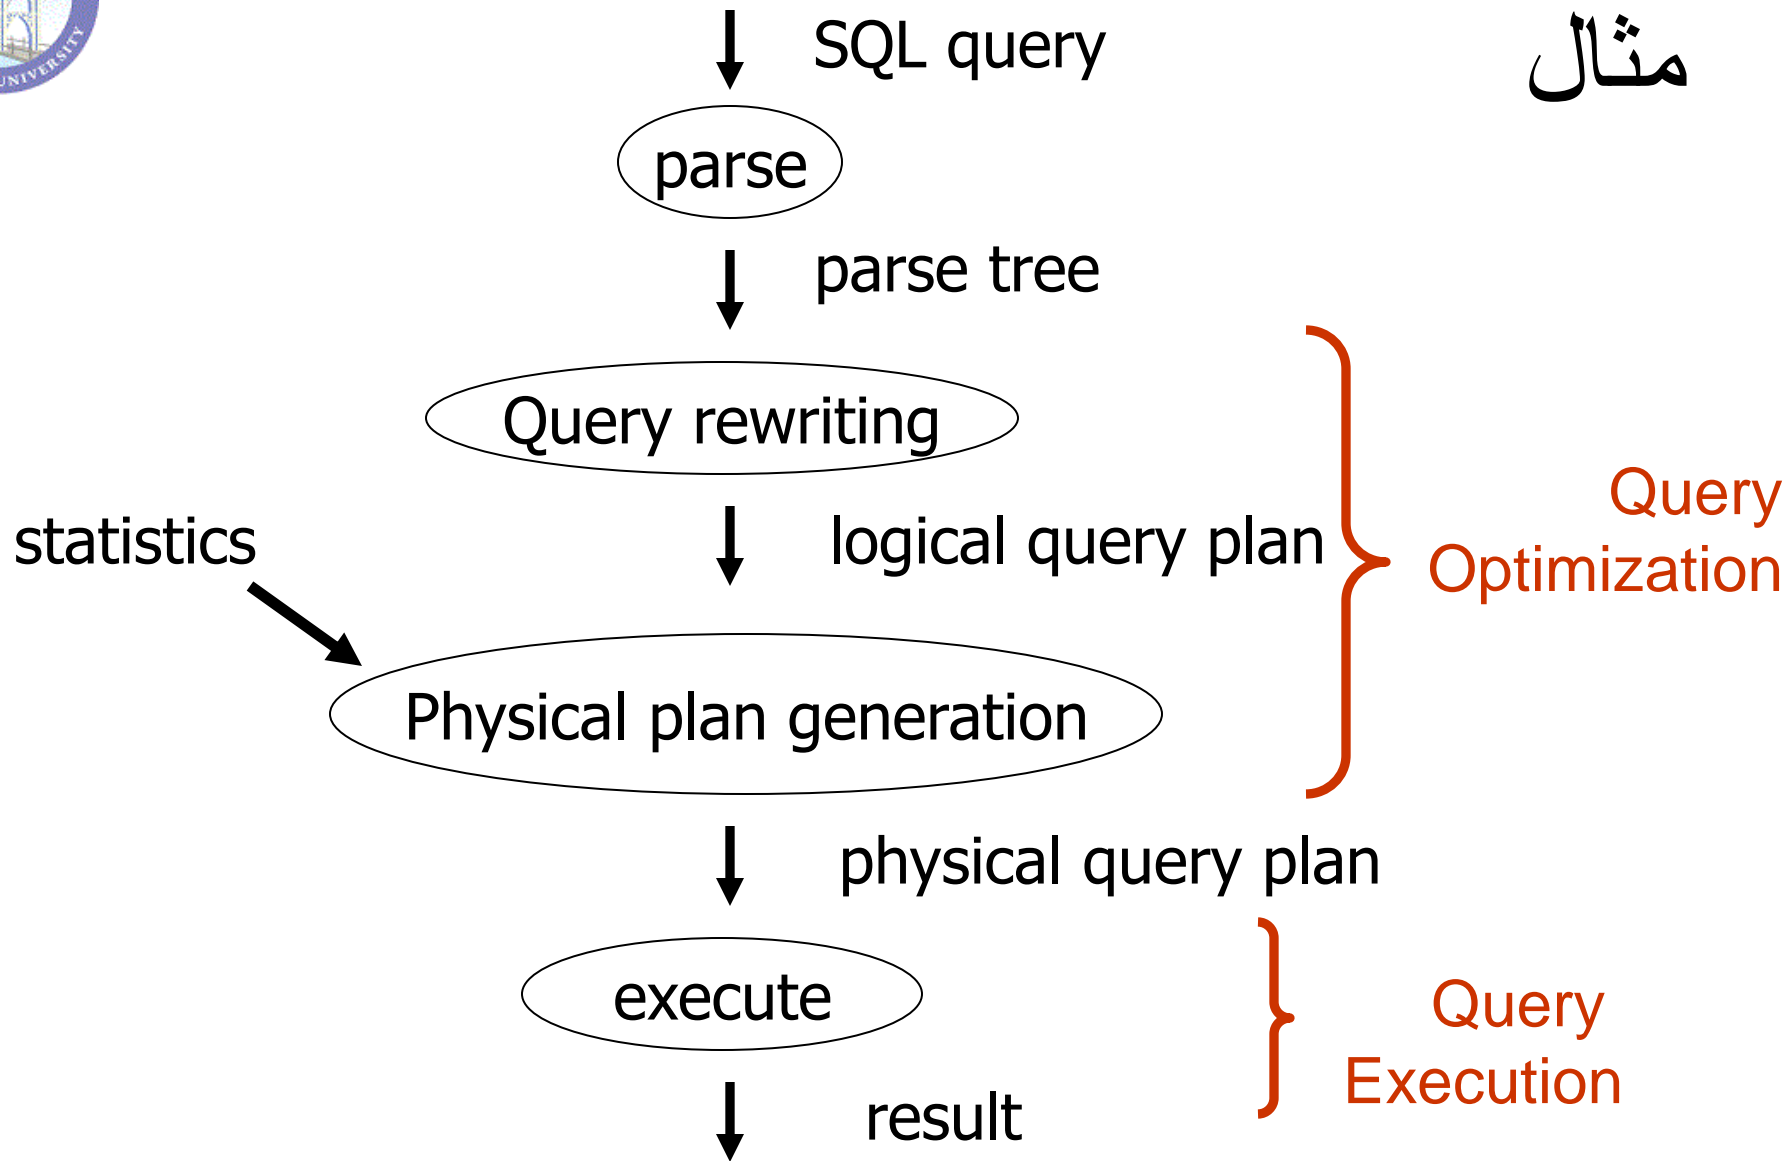 UNIVERSITY
SQL query
مثال
parse
parse tree
Query rewriting
statistics
logical query plan
Query
Optimization
Physical plan generation
physical query plan
execute
Query
Execution
result